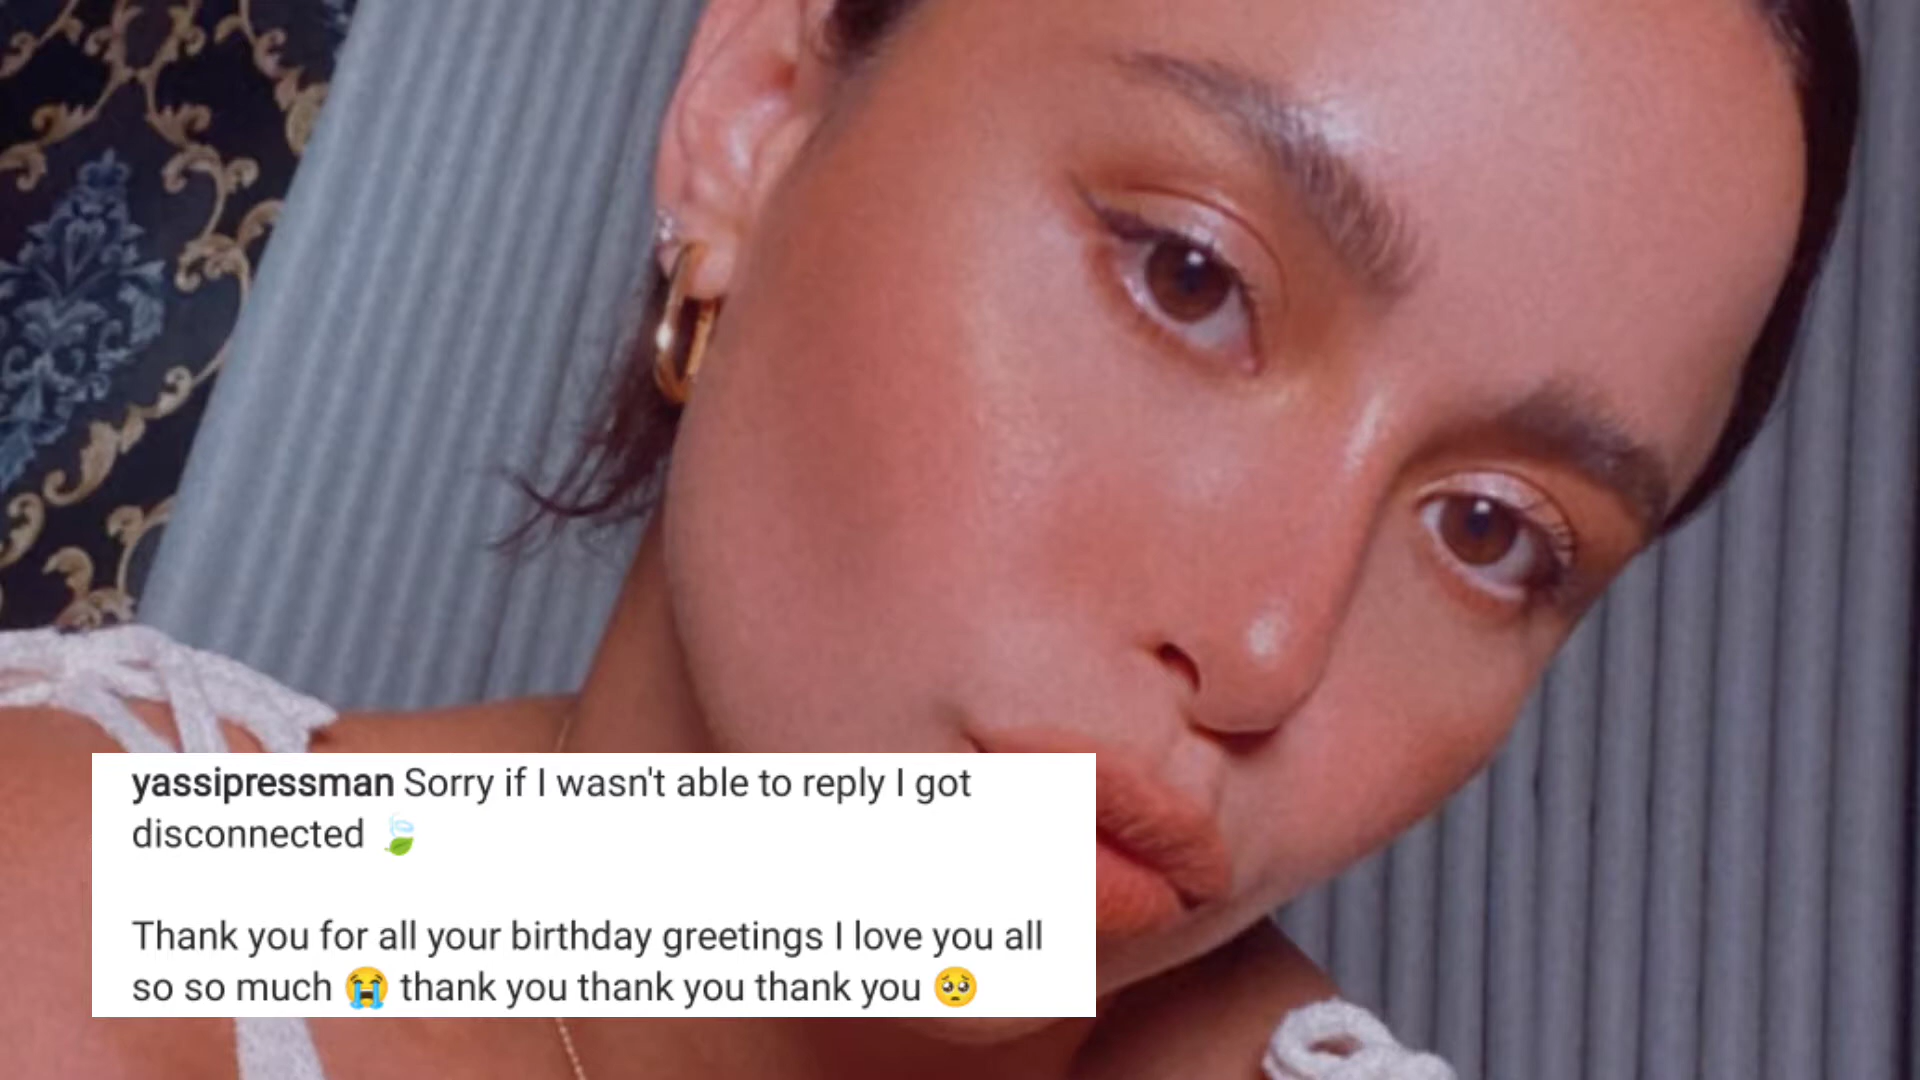 yassipressman Sorry if I wasn't able to reply I got
disconnected 🍃
Thank you for all your birthday greetings I love you all
so so much 😭 thank you thank you thank you 🥺